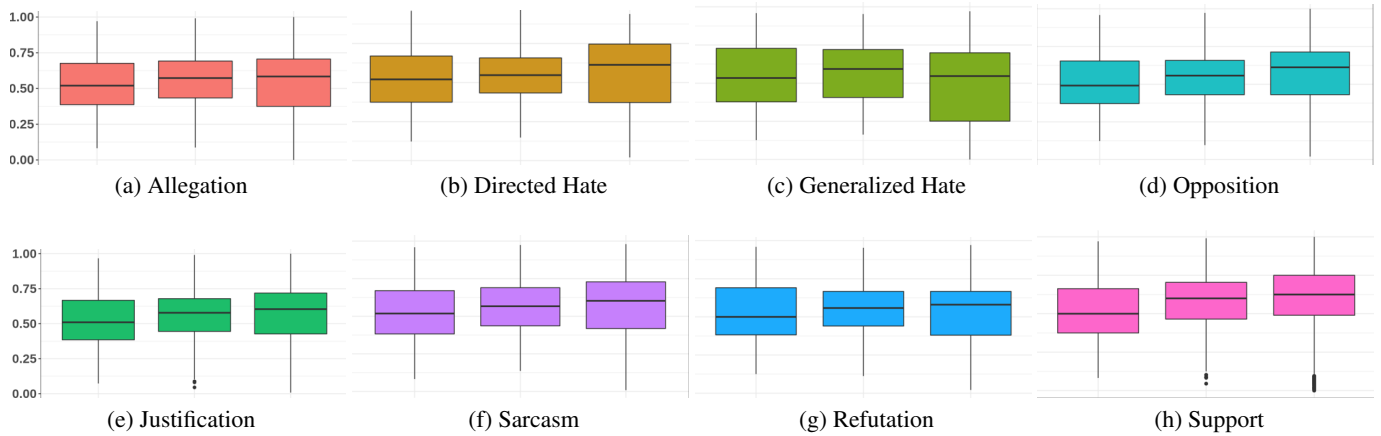 1.00
0.75
0.50
0.25
0.00
(a) Allegation
(b) Directed Hate
(c) Generalized Hate
(d) Opposition
1.00
0.75
0.50
0.25
0.00
(e) Justification
(f) Sarcasm
(g) Refutation
(h) Support